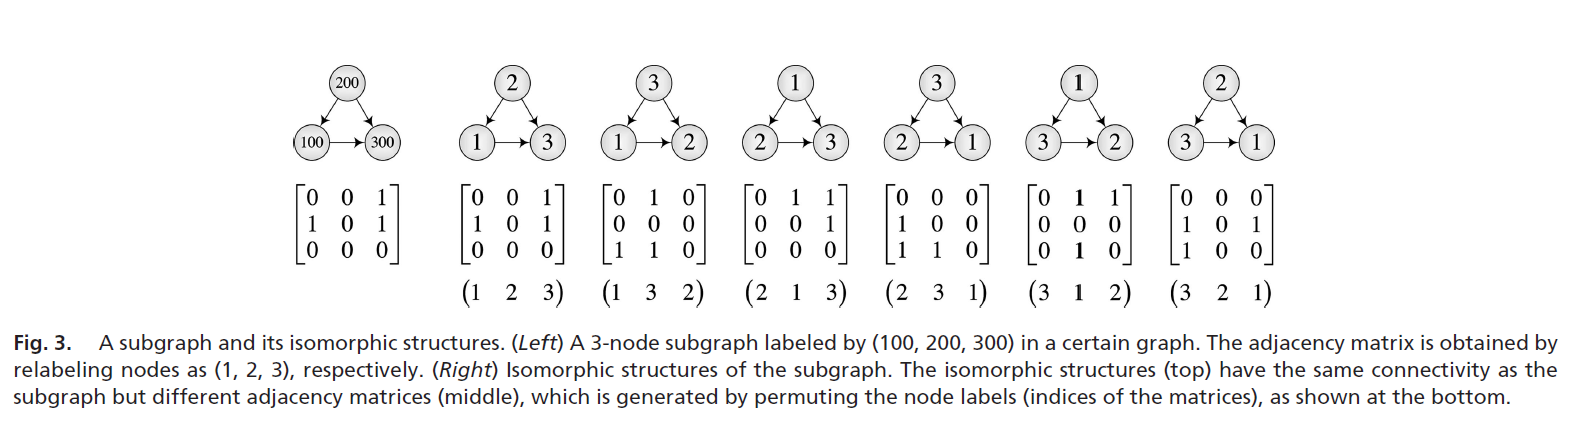 200
100 300
2
1 3
3
1 2
1
2 3
3
2 1
1
3 2
2
3 1
0 0 1
1 0 1
0 0 0
0 0 1
1 0 1
0 0 0
0 1 0
0 0 0
1 1 0
0 1 1
0 0 1
0 0 0
0 0 0
1 0 0
1 1 0
0 1 1
0 0 0
0 1 0
0 0 0
1 0 1
1 0 0
(1 2 3) (1 3 2) (2 1 3) (2 3 1) (3 1 2) (3 2 1)
Fig. 3. A subgraph and its isomorphic structures. (Left) A 3-node subgraph labeled by (100, 200, 300) in a certain graph. The adjacency matrix is obtained by
relabeling nodes as (1, 2, 3), respectively. (Right) Isomorphic structures of the subgraph. The isomorphic structures (top) have the same connectivity as the
subgraph but different adjacency matrices (middle), which is generated by permuting the node labels (indices of the matrices), as shown at the bottom.